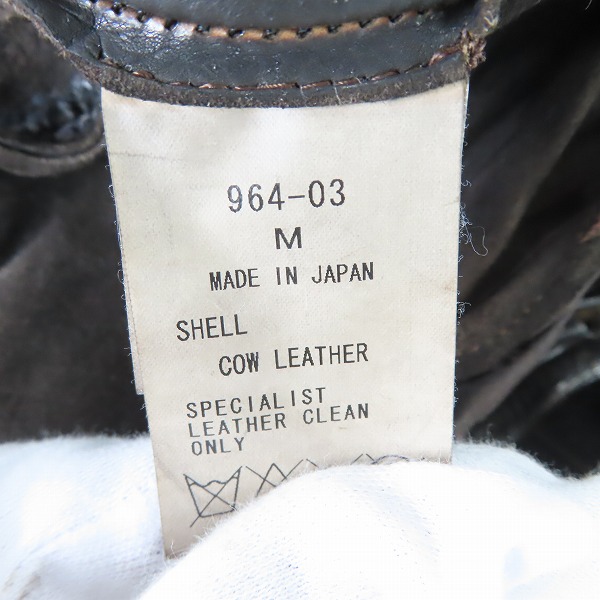 964-03
M
MADE IN JAPAN
SHELL
COW LEATHER
SPECIALIST
LEATHER CLEAN
ONLY